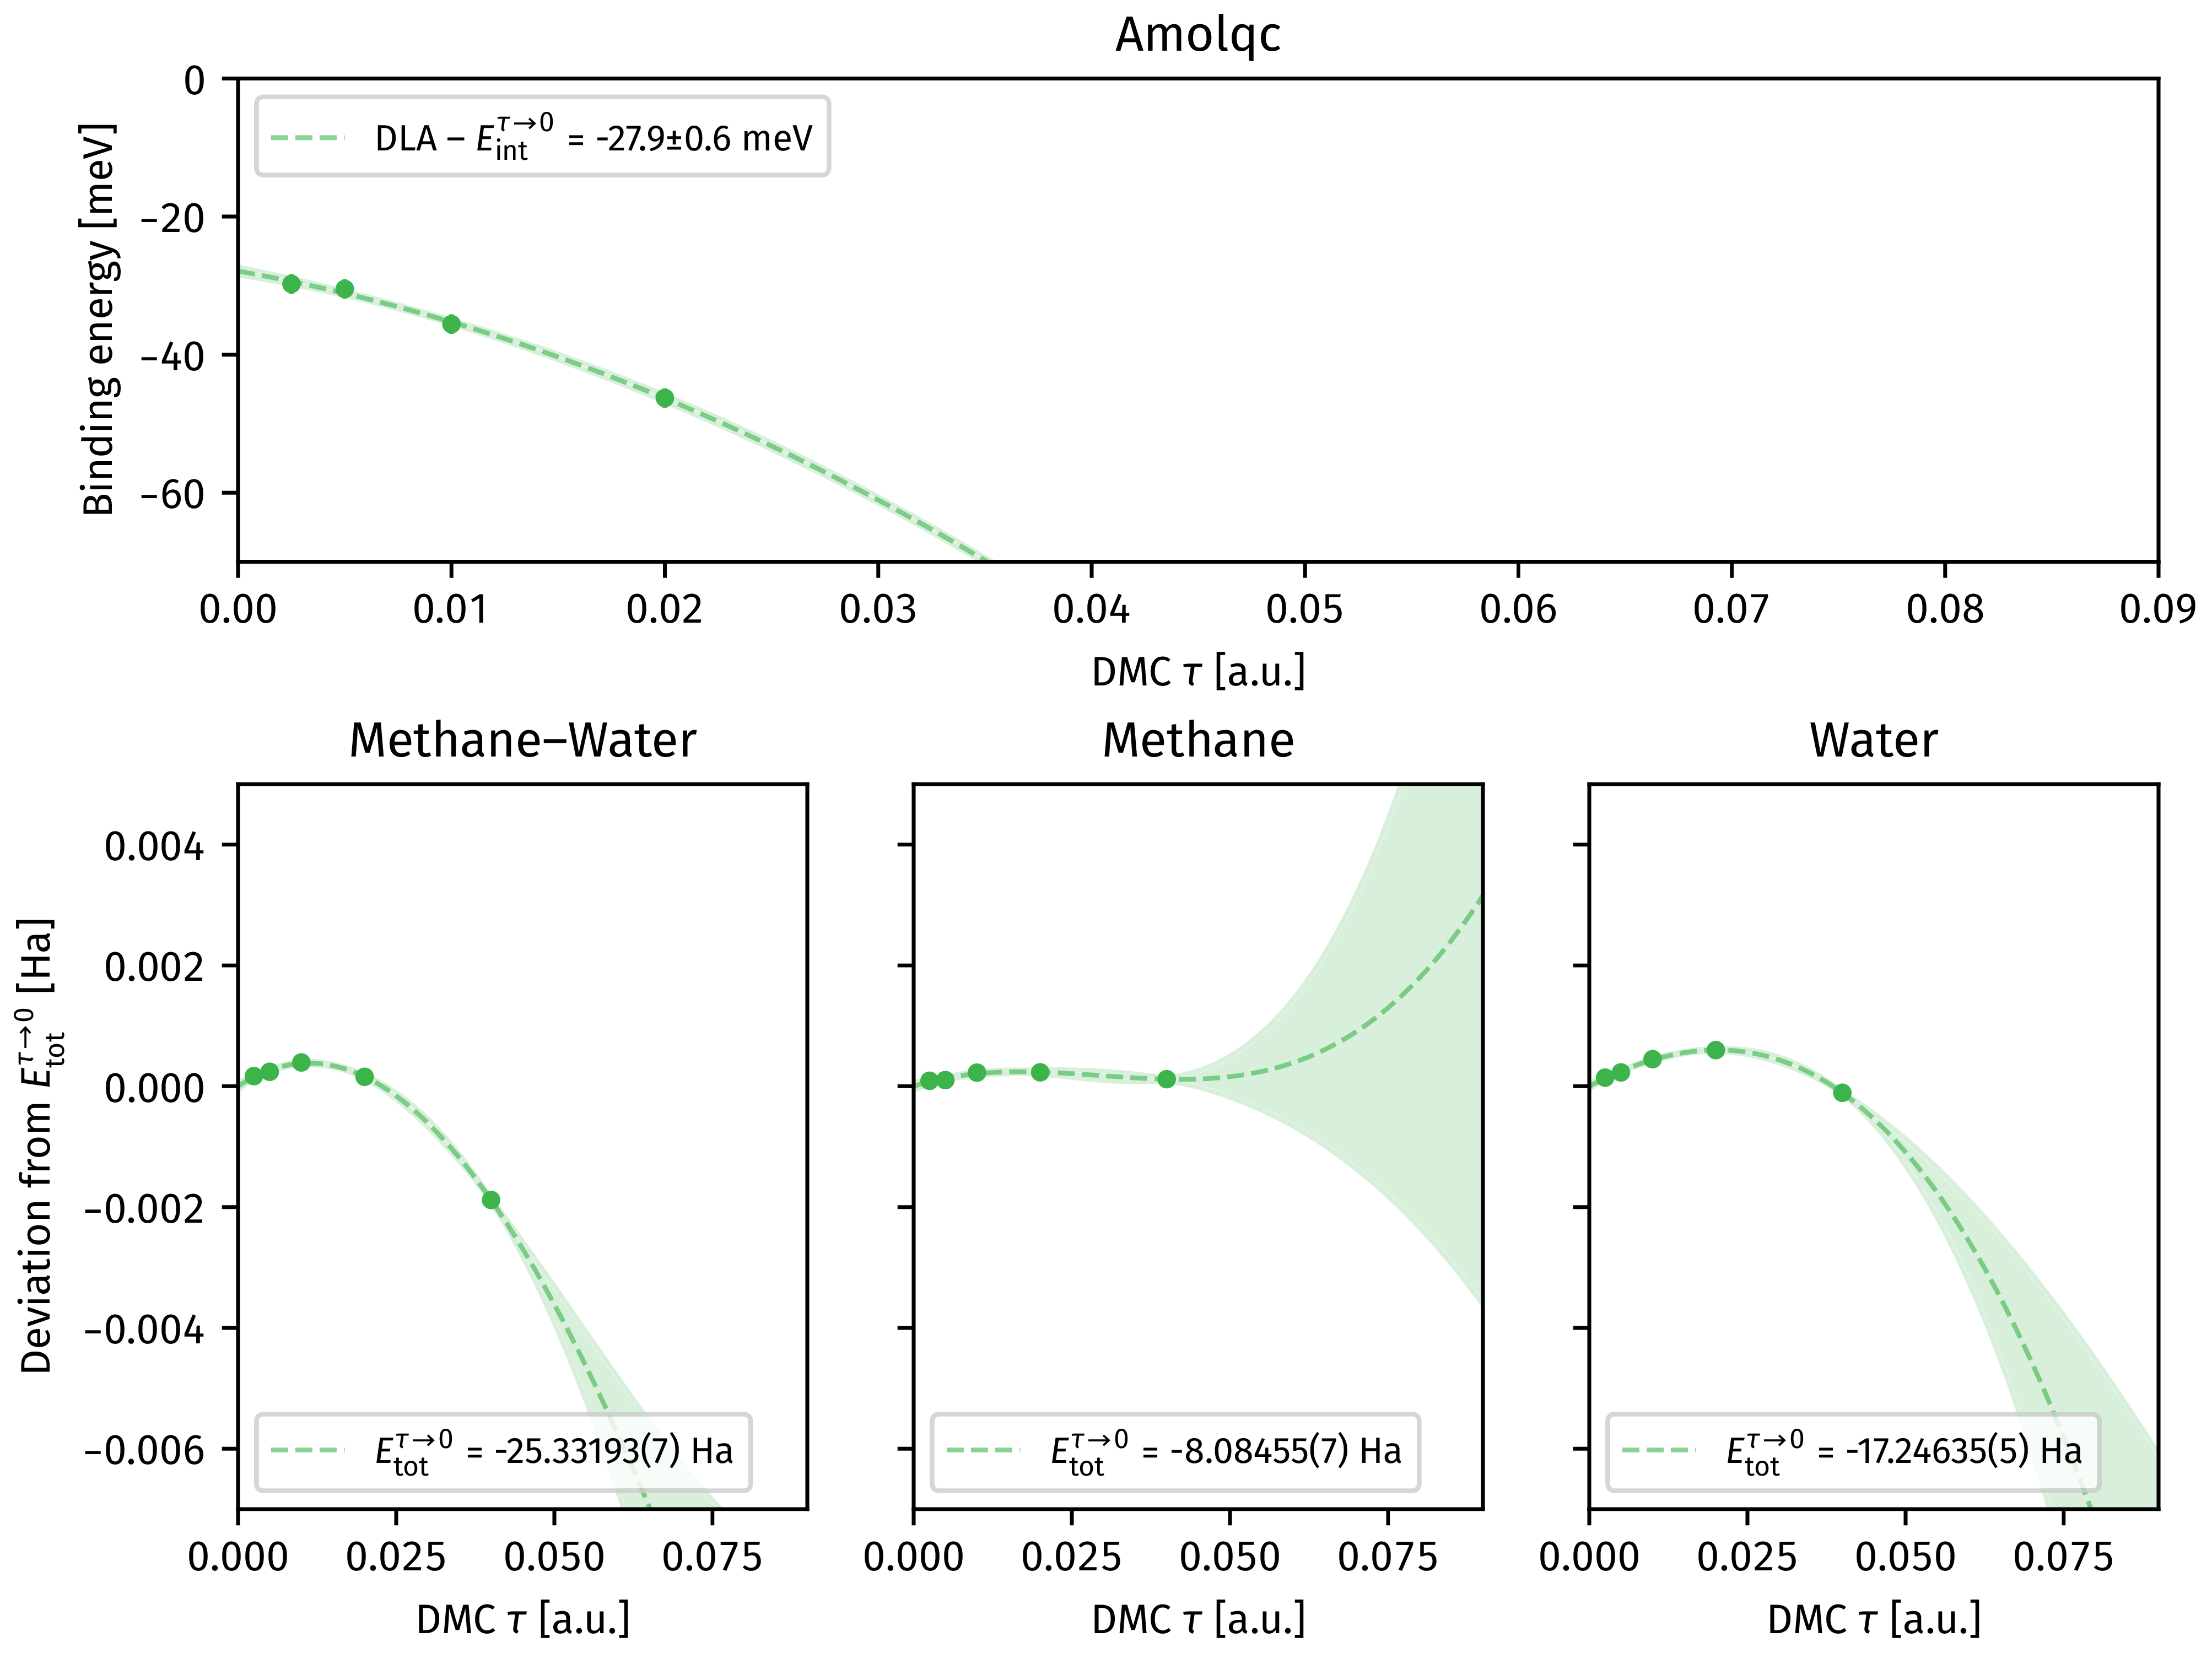 Amolqc
Binding energy [meV]
0
−20
−40
−60
DLA − E_int^{τ→0} = -27.9±0.6 meV
0.00 0.01 0.02 0.03 0.04 0.05 0.06 0.07 0.08 0.09
DMC τ [a.u.]
Methane−Water Methane Water
Deviation from E_tot^{τ→0} [Ha]
0.004
0.002
0.000
−0.002
−0.004
−0.006
E_tot^{τ→0} = -25.33193(7) Ha
0.000 0.025 0.050 0.075
DMC τ [a.u.]
E_tot^{τ→0} = -8.08455(7) Ha
0.000 0.025 0.050 0.075
DMC τ [a.u.]
E_tot^{τ→0} = -17.24635(5) Ha
0.000 0.025 0.050 0.075
DMC τ [a.u.]